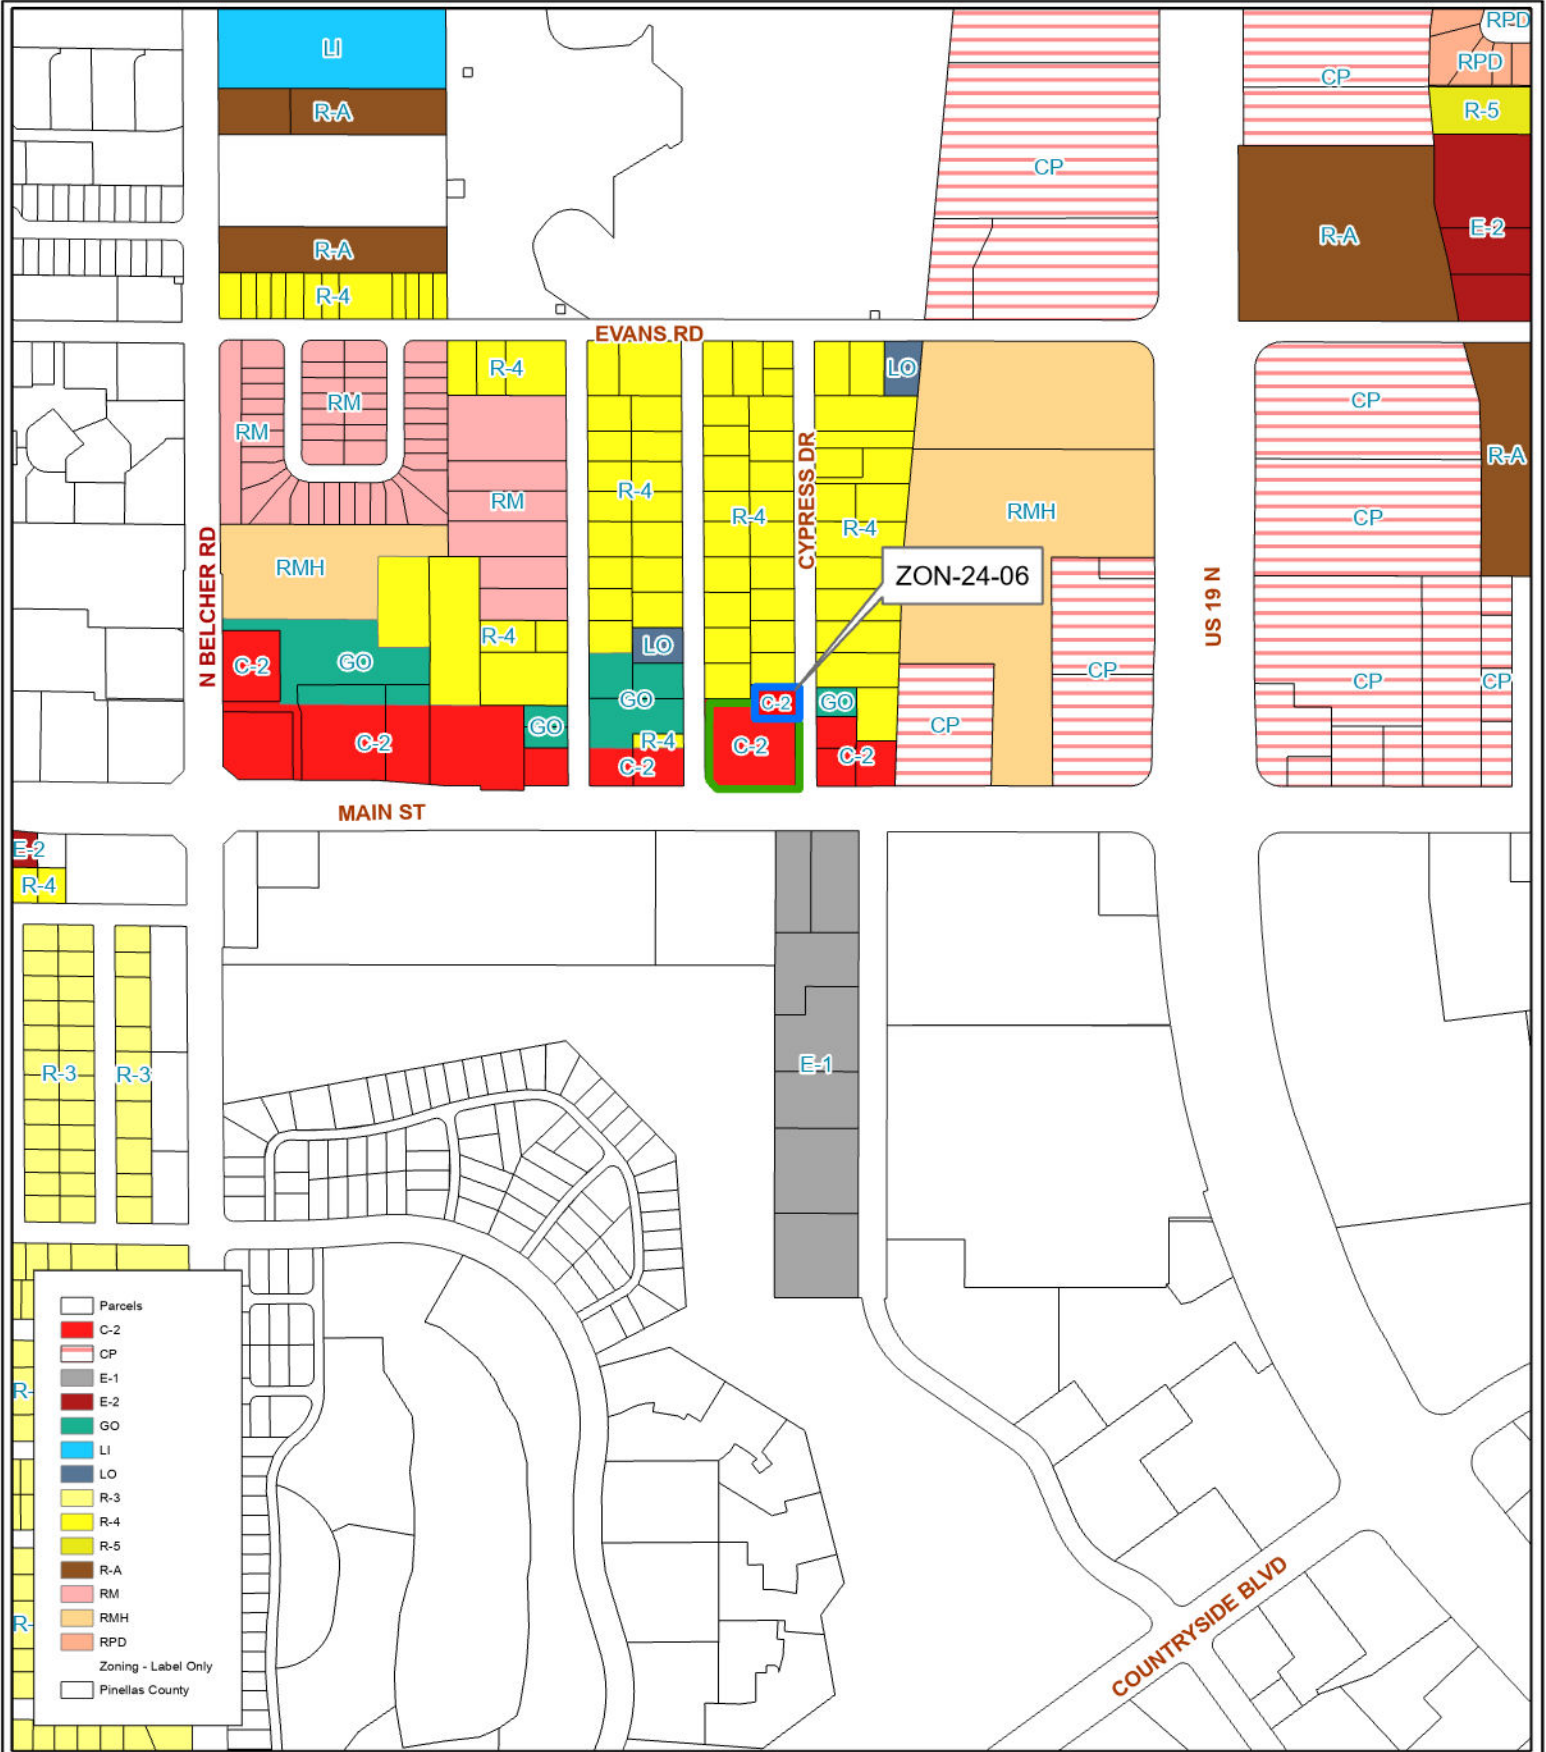 RPD
LI
RPD
CP
R-A
R-5
CP
E-2
R-A
R-A
R-4
EVANS RD
R-4
LO
RM
CP
RM
CYPRESS DR
R-A
R-4
RM
RMH
R-4
CP
R-4
RMH
ZON-24-06
N BELCHER RD
US 19 N
R-4
LO
GO
C-2
CP
CP
CP
GO
C-2
GO
GO
CP
R-4
C-2
C-2
C-2
C-2
MAIN ST
E-2
R-4
E-1
R-3
R-3
Parcels
C-2
CP
E-1
E-2
R-
GO
LI
LO
R-3
R-4
R-5
R-A
RM
RMH
R-
RPD
Zoning - Label Only
Pinellas County
COUNTRYSIDE BLVD